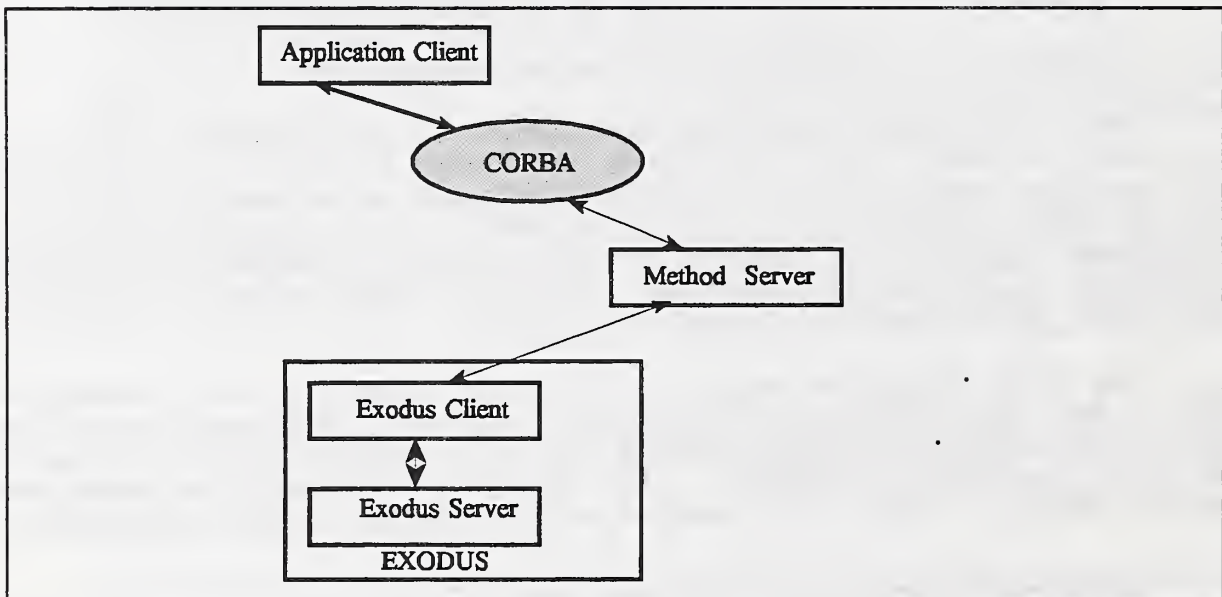 Application Client
CORBA
Method Server
Exodus Client
Exodus Server
EXODUS